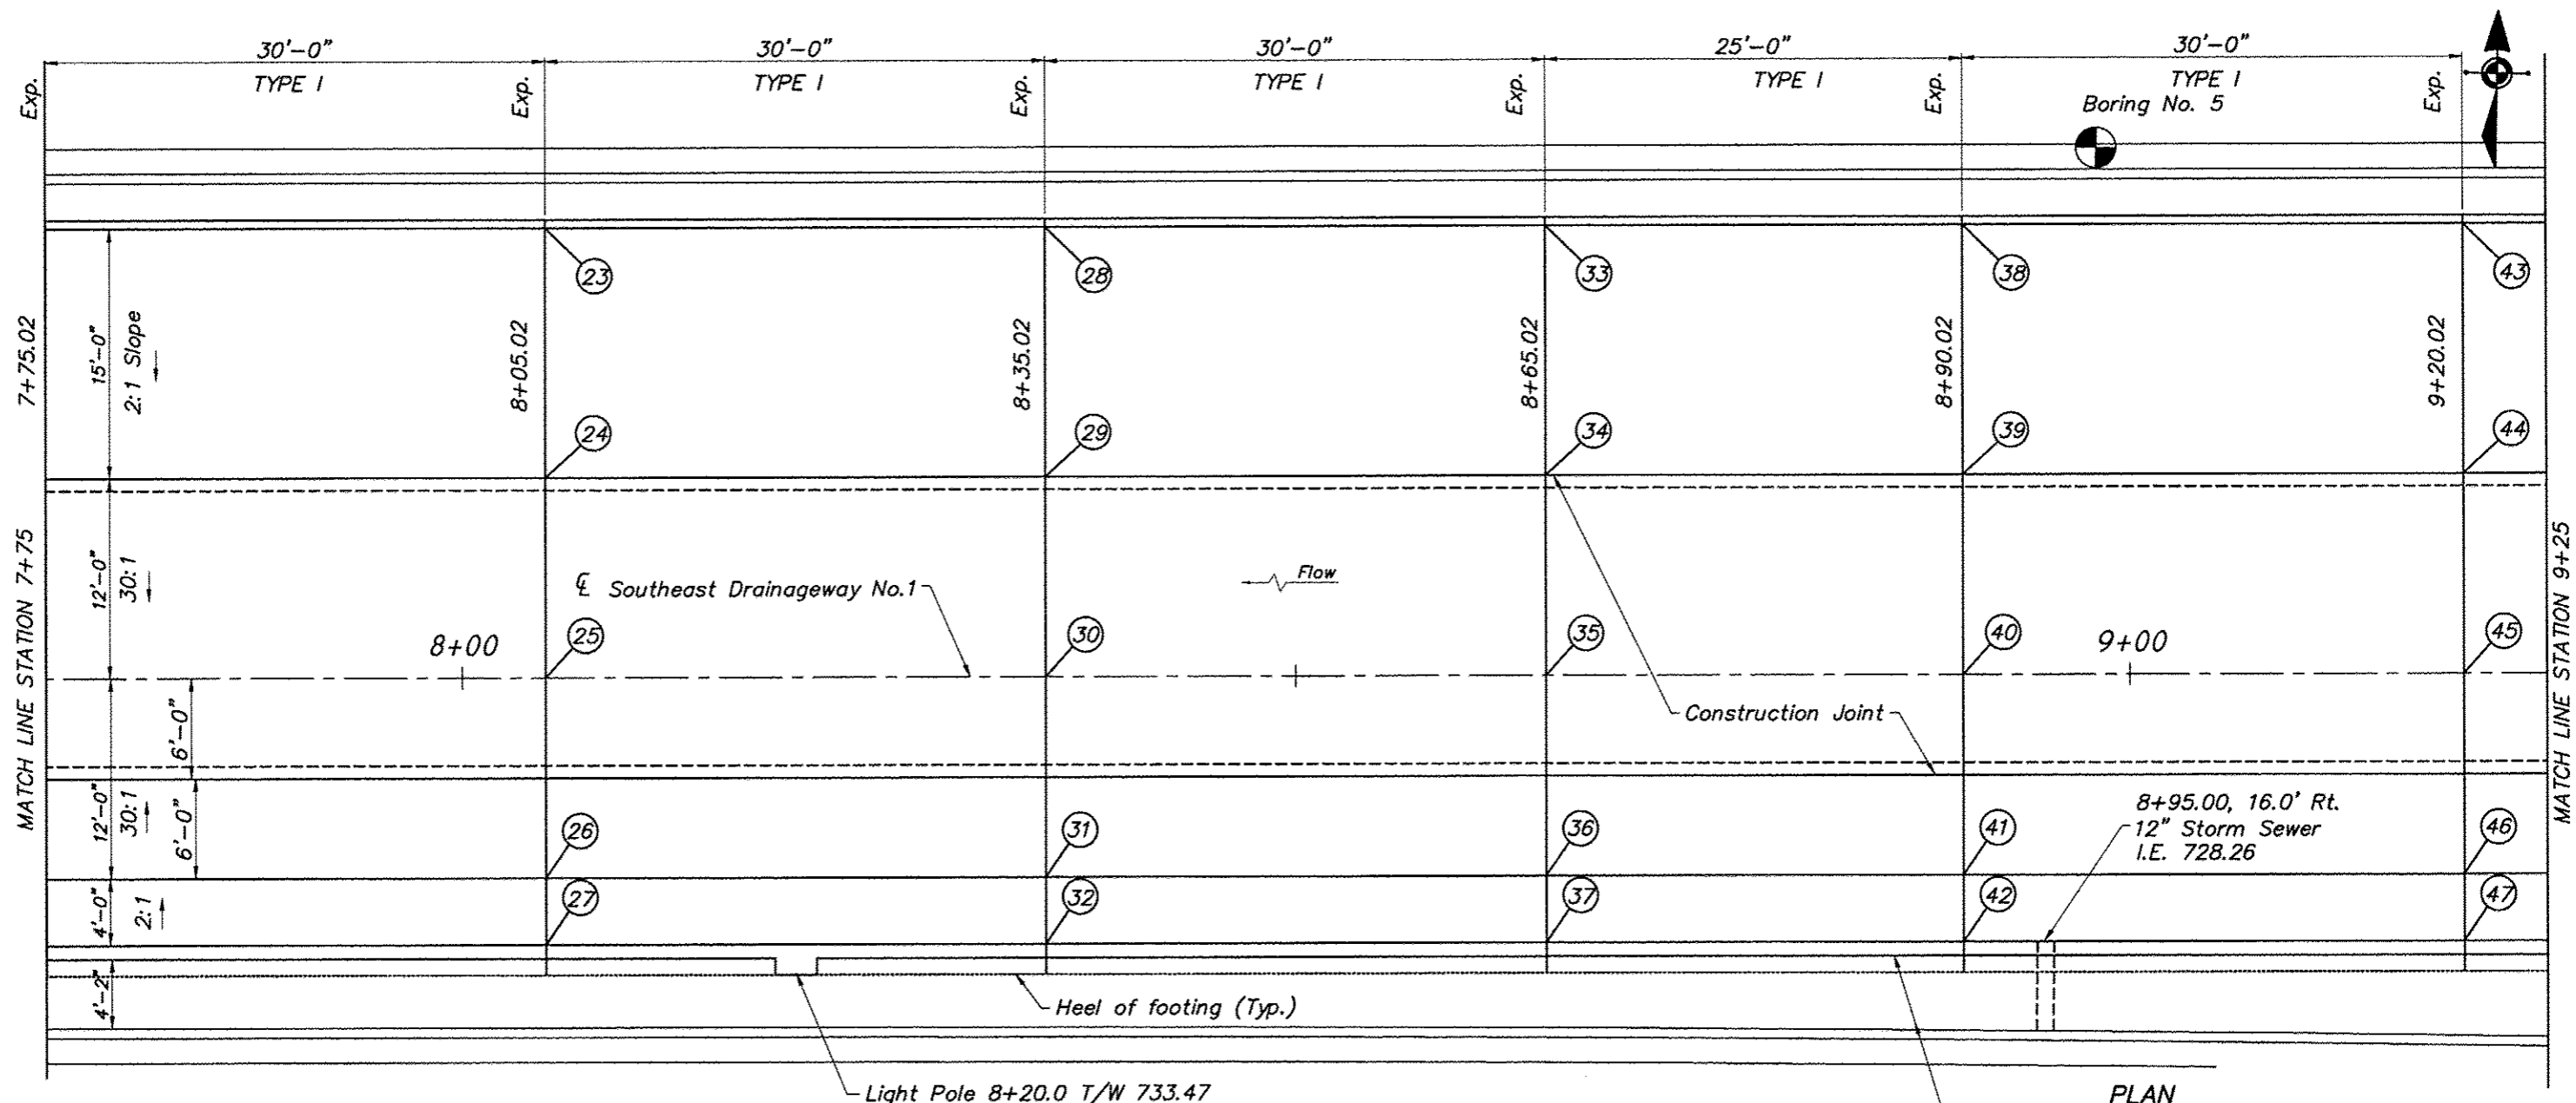 30'-0" 30'-0" 30'-0" 25'-0" 30'-0"
Exp. TYPE I Exp. TYPE I Exp. TYPE I Exp. TYPE I Exp. TYPE I Exp.
Boring No. 5
23 28 33 38 43
7+75.02 15'-0" 2:1 Slope 8+05.02 8+35.02 8+65.02 8+90.02 9+20.02
24 29 34 39 44
MATCH LINE STATION 7+75
12'-0" 30:1
℄ Southeast Drainageway No.1
Flow
MATCH LINE STATION 9+25
8+00 25 30 35 40 9+00 45
6'-0"
Construction Joint
12'-0" 30:1 6'-0"
8+95.00, 16.0' Rt.
12" Storm Sewer
I.E. 728.26
26 31 36 41 46
4'-0" 2:1 27 32 37 42 47
4'-2"
Heel of footing (Typ.)
Light Pole 8+20.0 T/W 733.47
PLAN